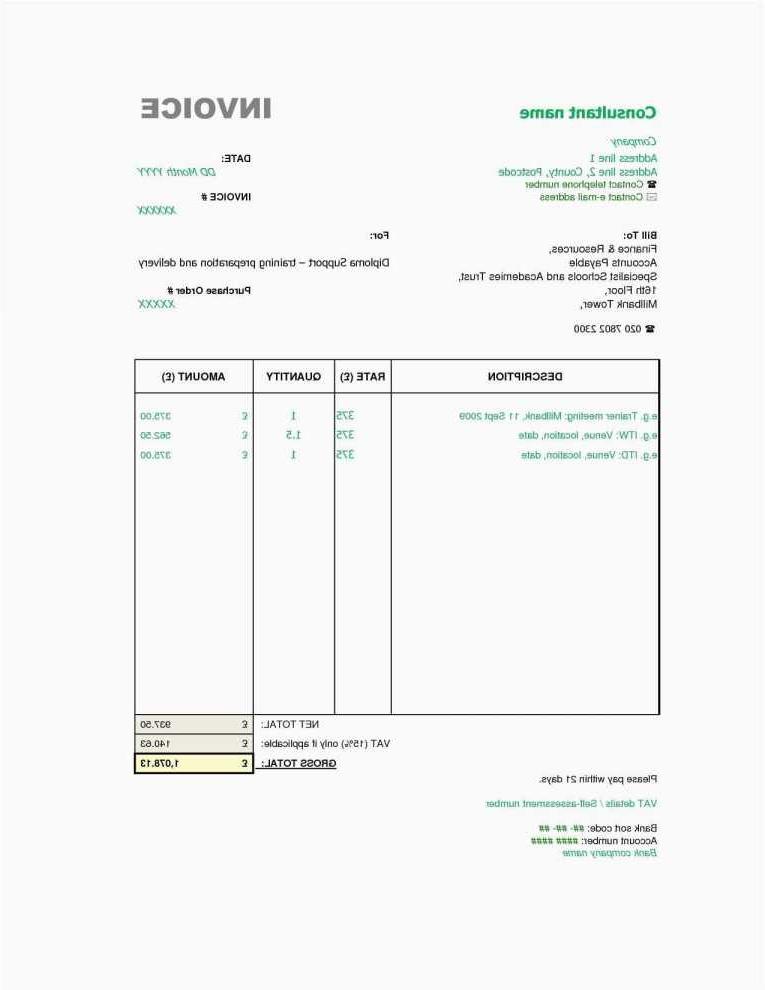 Consultant name
INVOICE
Company
Address line 1
DATE:
Address line 2, County, Postcode
DD Month YYYY
☎ Contact telephone number
✉ Contact e-mail address
INVOICE #
XXXXXX
Bill To:
For:
Finance & Resources,
Accounts Payable
Diploma Support – training preparation and delivery
Specialist Schools and Academies Trust,
16th Floor,
Purchase Order #
Millbank Tower,
XXXXX
☎ 020 7802 2300
DESCRIPTION RATE (£) QUANTITY AMOUNT (£)
e.g. Trainer meeting: Millbank, 11 Sept 2009 375 1 £ 375.00
e.g. ITW: Venue, location, date 375 1.5 £ 562.50
e.g. ITD: Venue, location, date 375 1 £ 375.00
NET TOTAL: £ 937.50
VAT (15%) only if applicable: £ 140.63
GROSS TOTAL: £ 1,078.13
Please pay within 21 days.
VAT details / Self-assessment number
Bank sort code: ##- ##- ##
Account number: #### ####
Bank company name